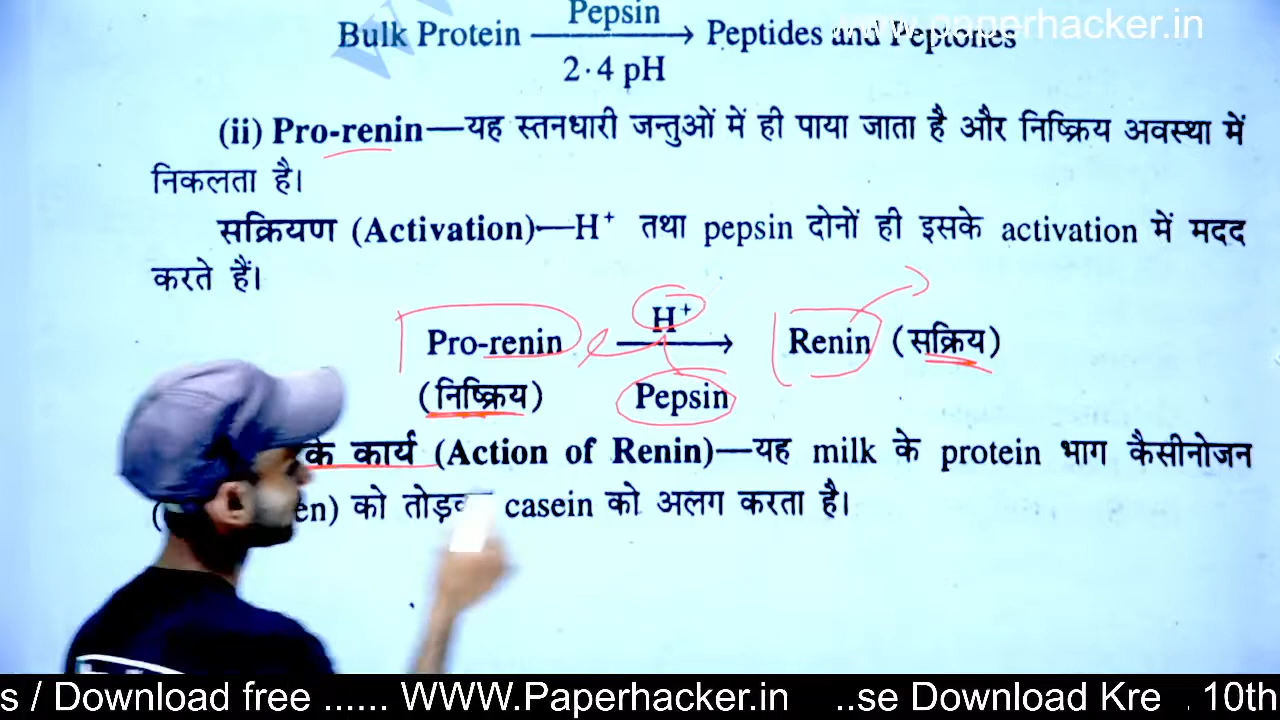 www.paperhacker.in
Pepsin
Bulk Protein ⟶ Peptides and Peptones
2·4 pH
(ii) Pro-renin—यह स्तनधारी जन्तुओं में ही पाया जाता है और निष्क्रिय अवस्था में
निकलता है।
सक्रियण (Activation)—H⁺ तथा pepsin दोनों ही इसके activation में मदद
करते हैं।
H⁺
Pro-renin ⟶ Renin (सक्रिय)
(निष्क्रिय) Pepsin
के कार्य (Action of Renin)—यह milk के protein भाग कैसीनोजन
en) को casein को अलग करता है।
s / Download free ...... WWW.Paperhacker.in ..se Download Kre . 10th